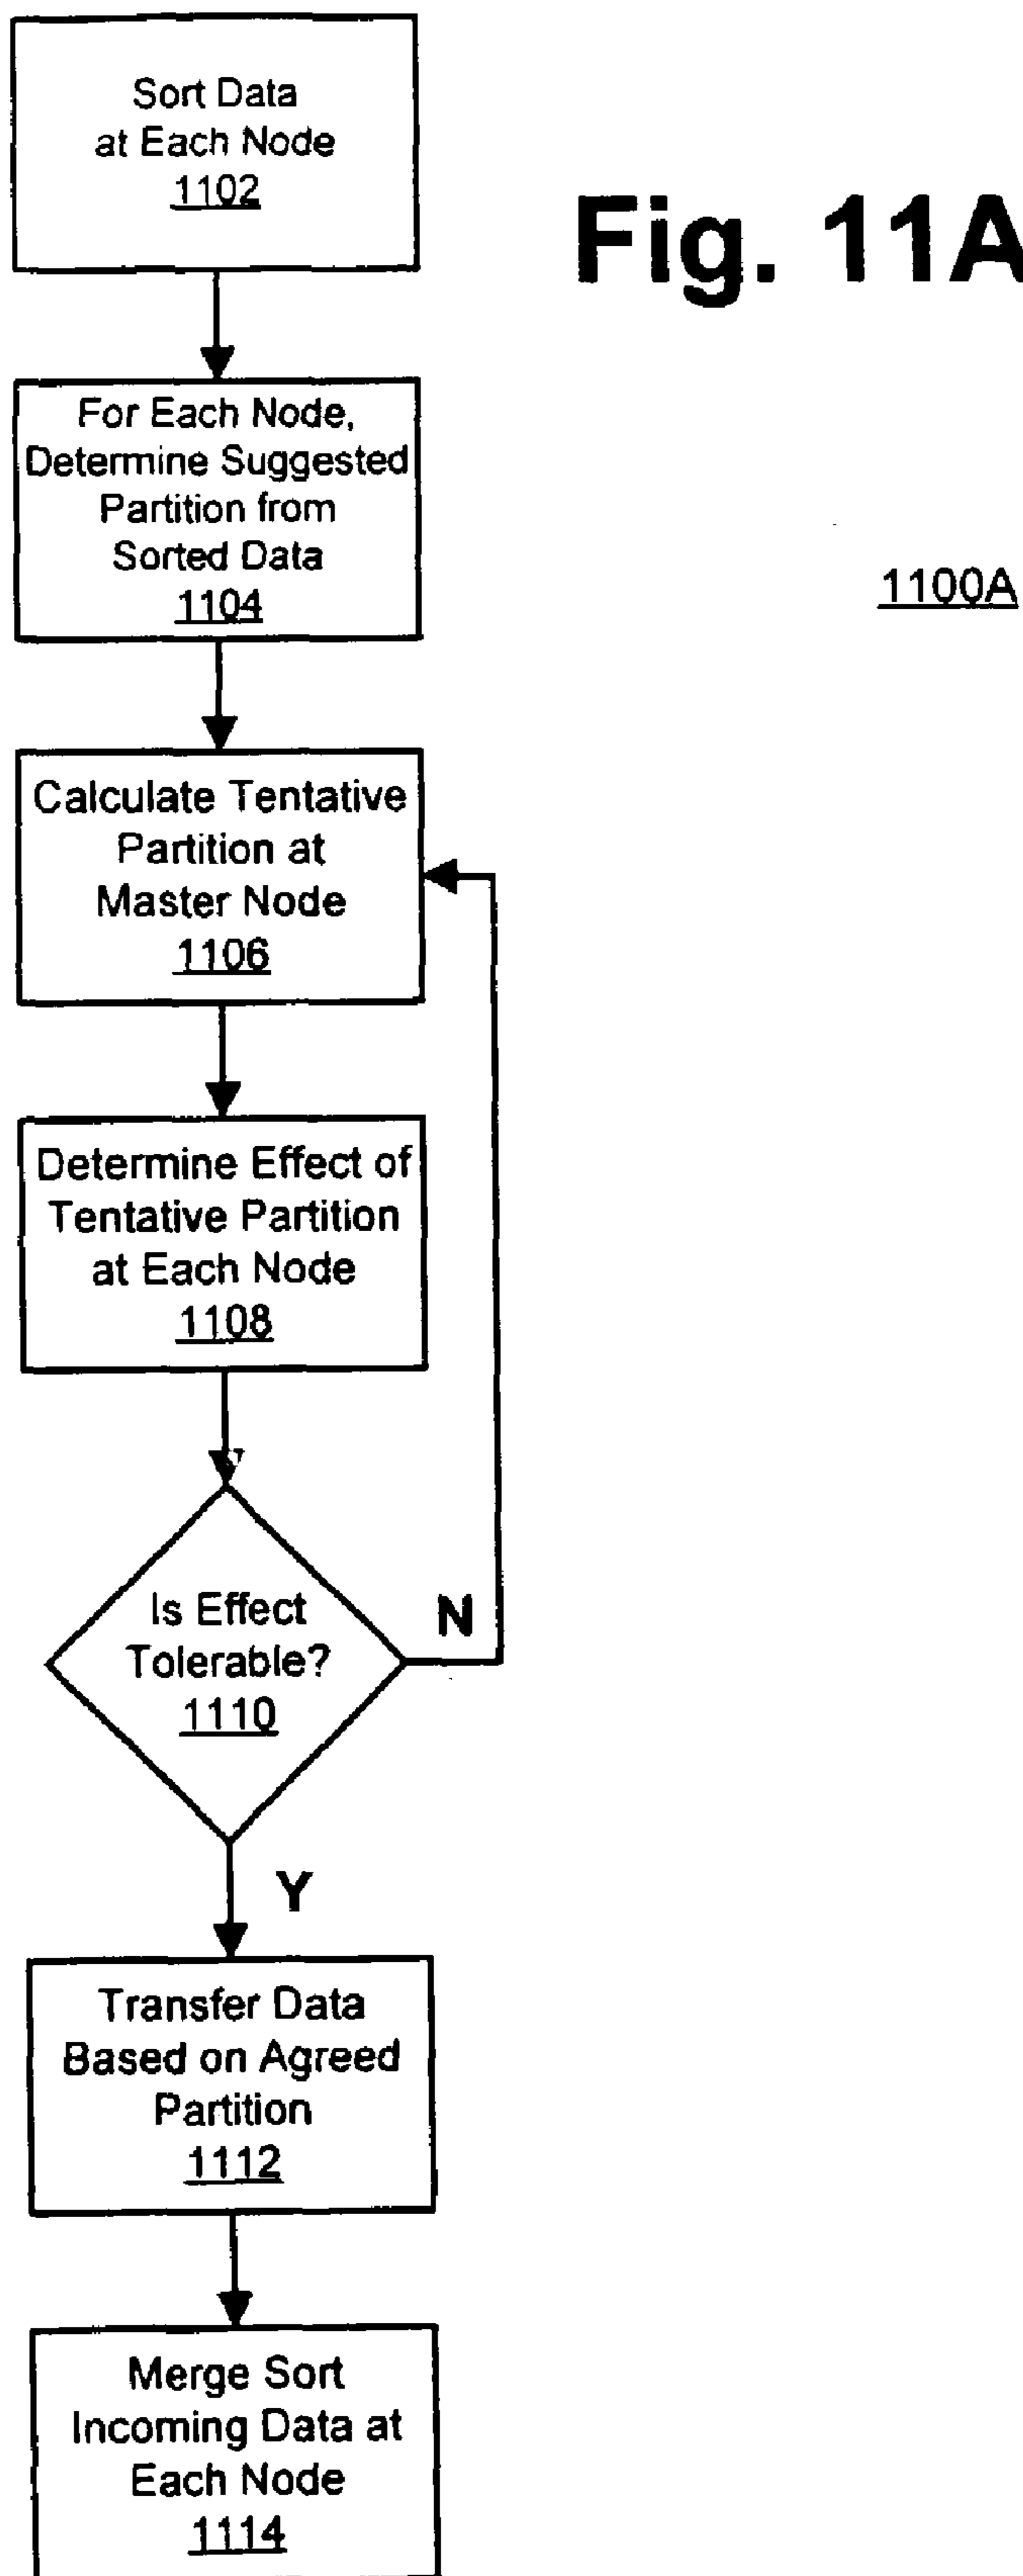 Sort Data
at Each Node
1102
Fig. 11A
For Each Node,
Determine Suggested
Partition from
Sorted Data
1104
1100A
Calculate Tentative
Partition at
Master Node
1106
Determine Effect of
Tentative Partition
at Each Node
1108
Is Effect
Tolerable?
1110
N
Y
Transfer Data
Based on Agreed
Partition
1112
Merge Sort
Incoming Data at
Each Node
1114